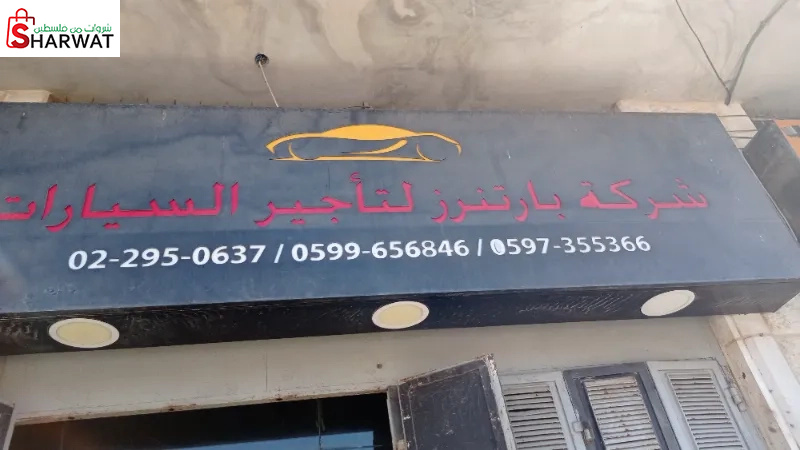 شروات من فلسطين
SHARWAT
شركة بارتنرز لتأجير السيارات
02-295-0637 / 0599-656846 / 0597-355366